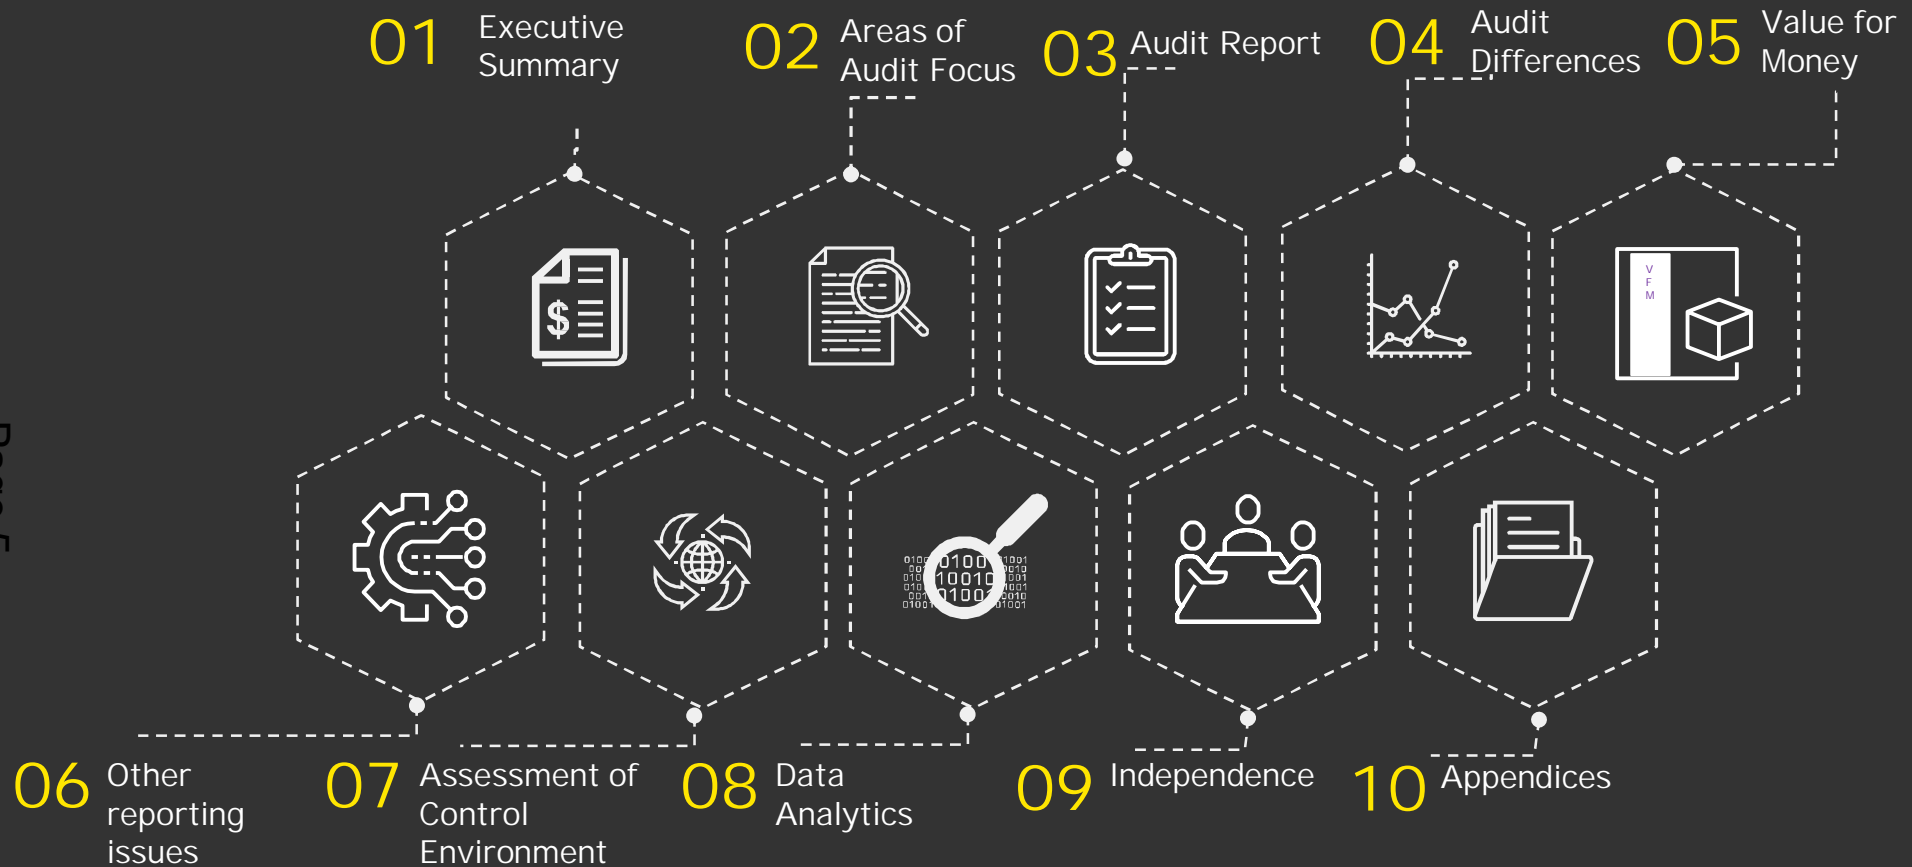 01 Executive
Summary
02 Areas of
Audit Focus
03 Audit Report
04 Audit
Differences
05 Value for
Money
$
V
F
M
0100
10010
01001
06 Other
reporting
issues
07 Assessment of
Control
Environment
08 Data
Analytics
09 Independence
10 Appendices